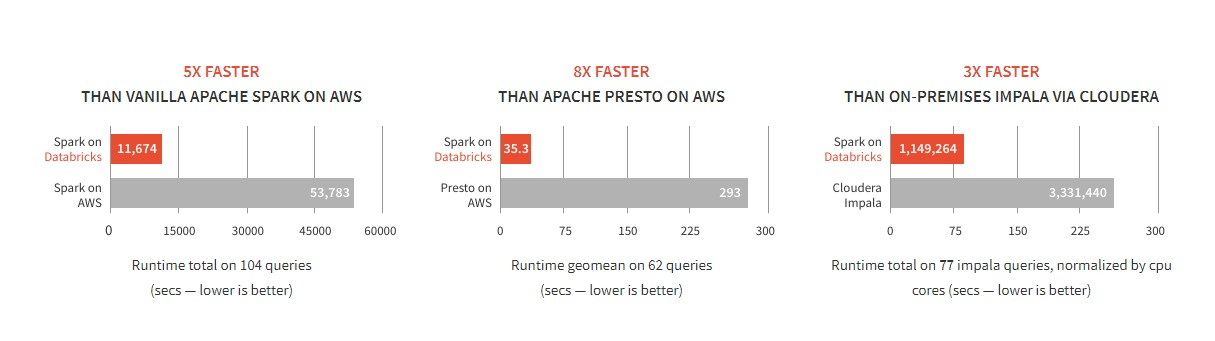 5X FASTER
THAN VANILLA APACHE SPARK ON AWS
Spark on
Databricks
11,674
Spark on
AWS
53,783
0 15000 30000 45000 60000
Runtime total on 104 queries
(secs — lower is better)
8X FASTER
THAN APACHE PRESTO ON AWS
Spark on
Databricks
35.3
Presto on
AWS
293
0 75 150 225 300
Runtime geomean on 62 queries
(secs — lower is better)
3X FASTER
THAN ON-PREMISES IMPALA VIA CLOUDERA
Spark on
Databricks
1,149,264
Cloudera
Impala
3,331,440
0 75 150 225 300
Runtime total on 77 impala queries, normalized by cpu
cores (secs — lower is better)